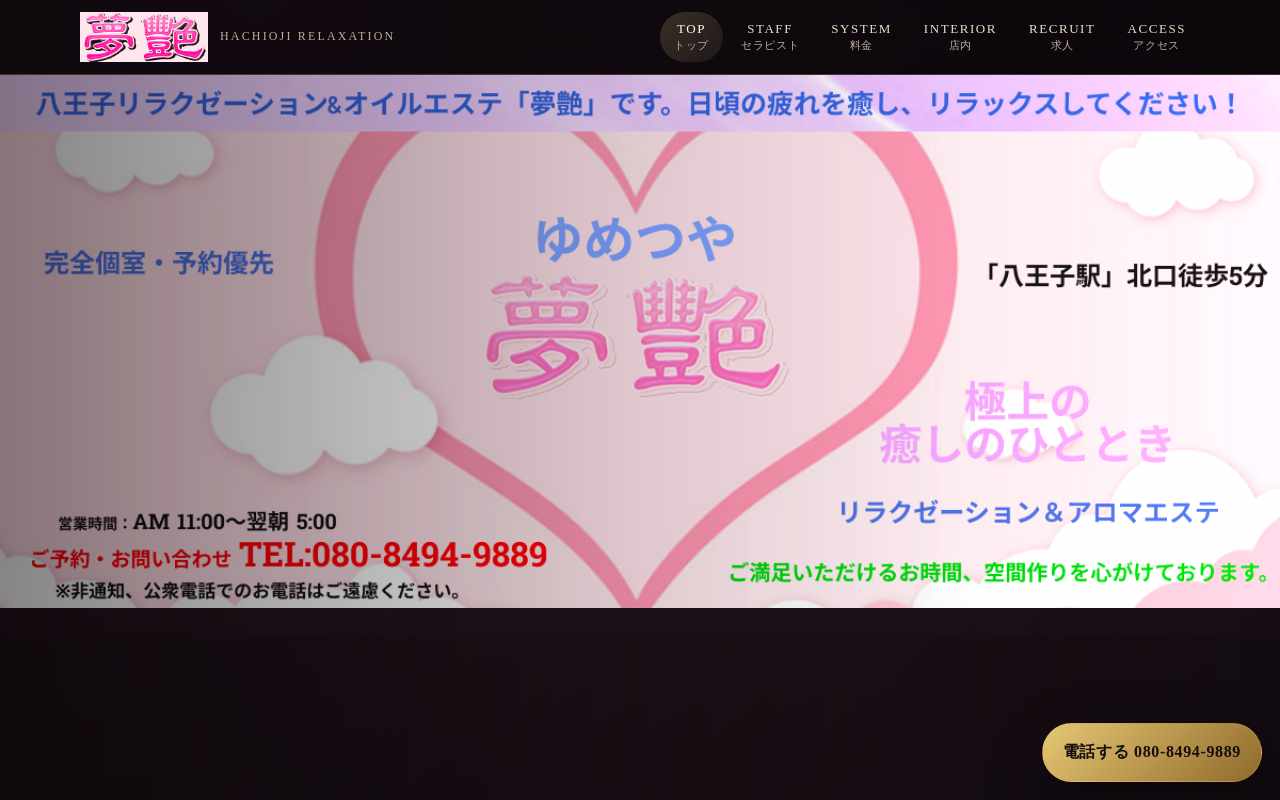 夢艶
HACHIOJI RELAXATION
TOP
トップ
STAFF
セラピスト
SYSTEM
料金
INTERIOR
店内
RECRUIT
求人
ACCESS
アクセス
八王子リラクゼーション&オイルエステ「夢艶」です。日頃の疲れを癒し、リラックスしてください！
ゆめつや
夢艶
完全個室・予約優先
「八王子駅」北口徒歩5分
極上の
癒しのひととき
リラクゼーション＆アロマエステ
ご満足いただけるお時間、空間作りを心がけております。
営業時間：AM 11:00〜翌朝 5:00
ご予約・お問い合わせ TEL:080-8494-9889
※非通知、公衆電話でのお電話はご遠慮ください。
電話する 080-8494-9889